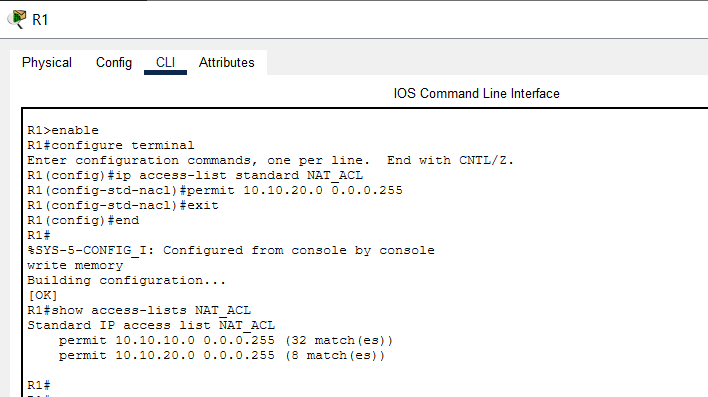 R1
Physical Config CLI Attributes
IOS Command Line Interface
R1>enable
R1#configure terminal
Enter configuration commands, one per line.  End with CNTL/Z.
R1(config)#ip access-list standard NAT_ACL
R1(config-std-nacl)#permit 10.10.20.0 0.0.0.255
R1(config-std-nacl)#exit
R1(config)#end
R1#
%SYS-5-CONFIG_I: Configured from console by console
write memory
Building configuration...
[OK]
R1#show access-lists NAT_ACL
Standard IP access list NAT_ACL
    permit 10.10.10.0 0.0.0.255 (32 match(es))
    permit 10.10.20.0 0.0.0.255 (8 match(es))
R1#